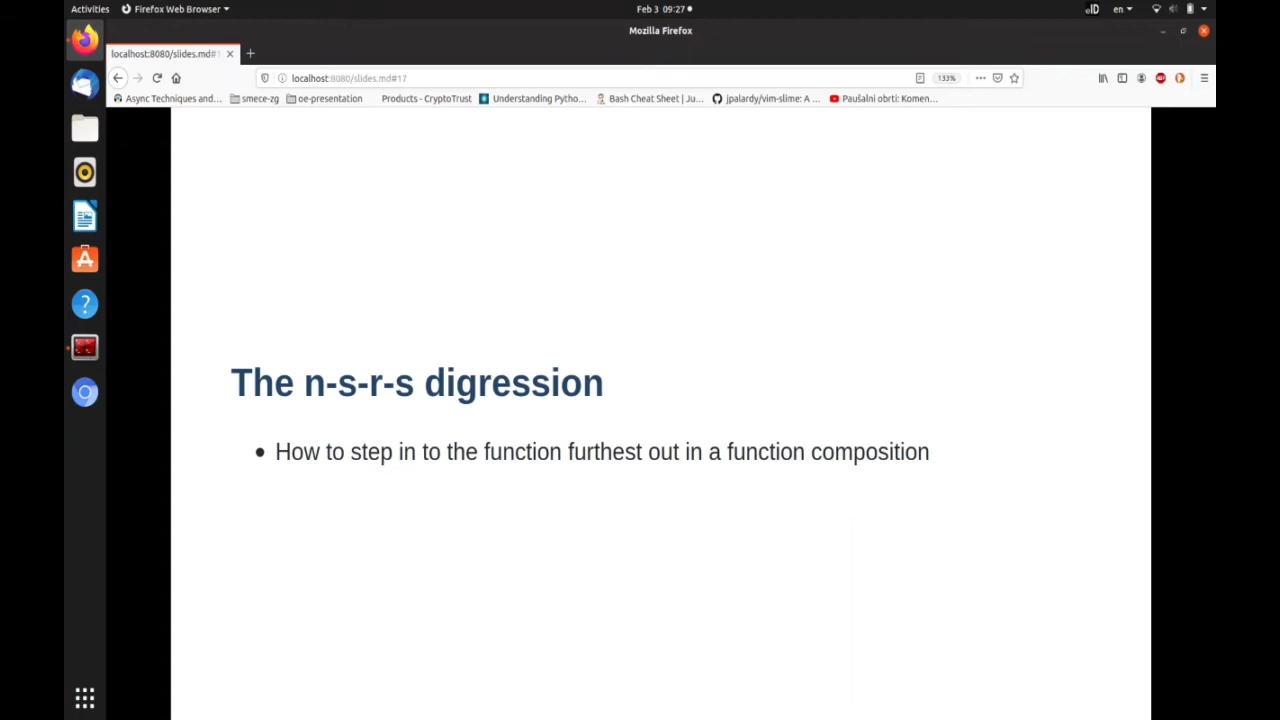 Activities Firefox Web Browser Feb 3 09:27 eID en
Mozilla Firefox
localhost:8080/slides.md#1
localhost:8080/slides.md#17 133%
Async Techniques and... smece-zg oe-presentation Products - CryptoTrust Understanding Pytho... Bash Cheat Sheet | Ju... jpalardy/vim-slime: A ... Paušalni obrti: Komen...
The n-s-r-s digression
• How to step in to the function furthest out in a function composition